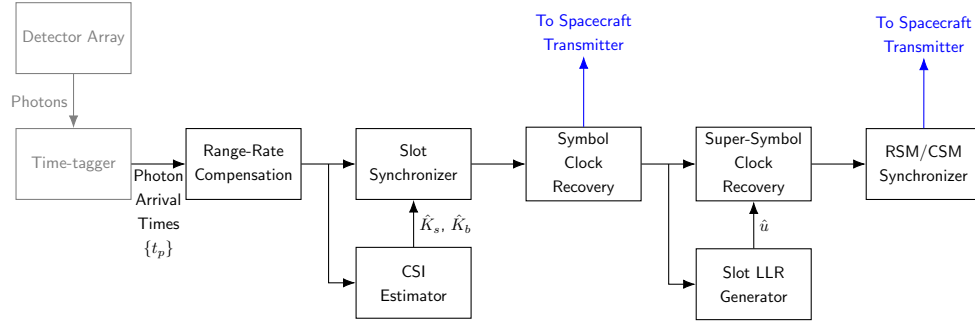 Detector Array
Photons
Time-tagger
Photon
Arrival
Times
{t_p}
Range-Rate
Compensation
Slot
Synchronizer
K̂_s, K̂_b
CSI
Estimator
To Spacecraft
Transmitter
Symbol
Clock
Recovery
Super-Symbol
Clock
Recovery
û
Slot LLR
Generator
To Spacecraft
Transmitter
RSM/CSM
Synchronizer